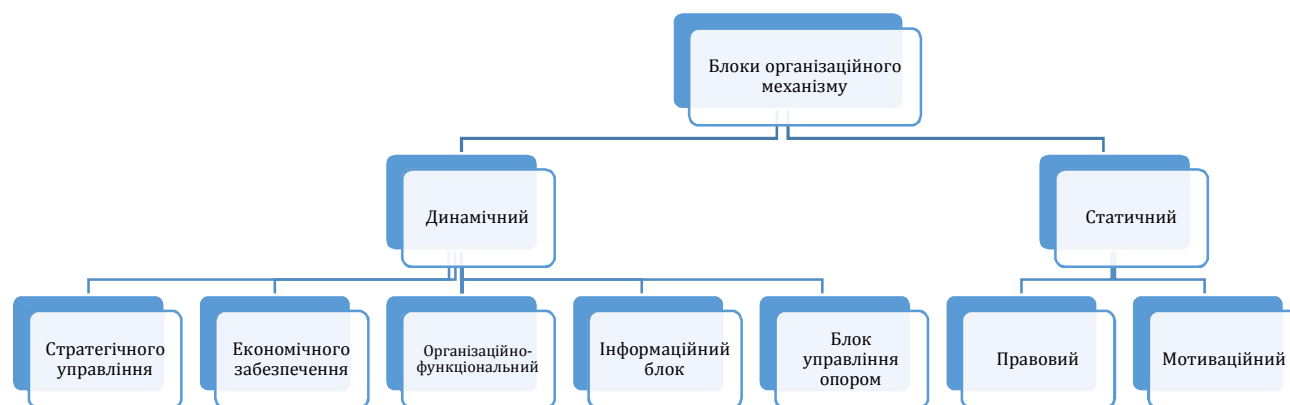 Блоки організаційного
механізму
Динамічний
Статичний
Стратегічного
управління
Економічного
забезпечення
Організаційно-
функціональний
Інформаційний
блок
Блок
управління
опором
Правовий
Мотиваційний